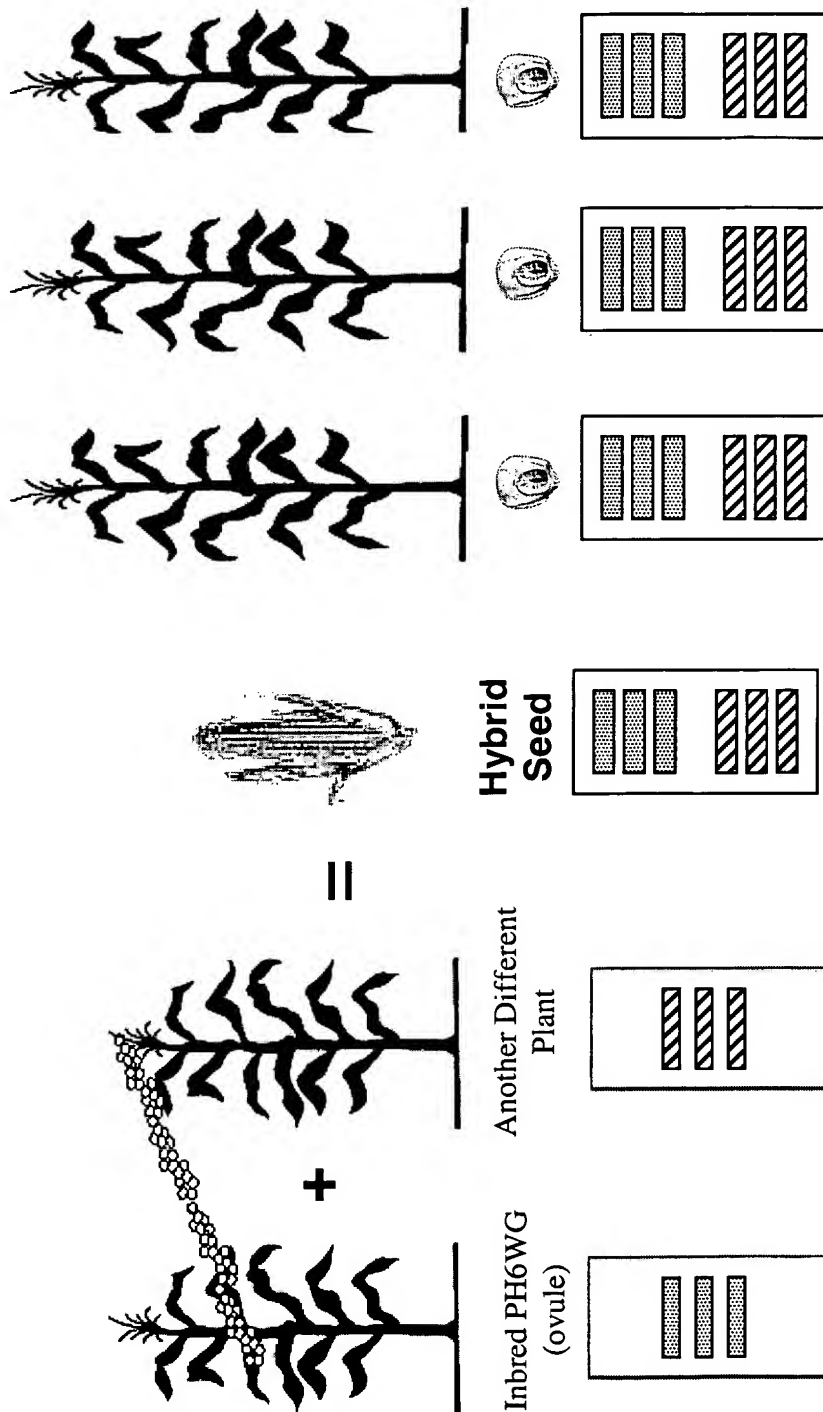 Inbred PH6WG
(ovule)
+
Another Different
Plant
=
Hybrid
Seed